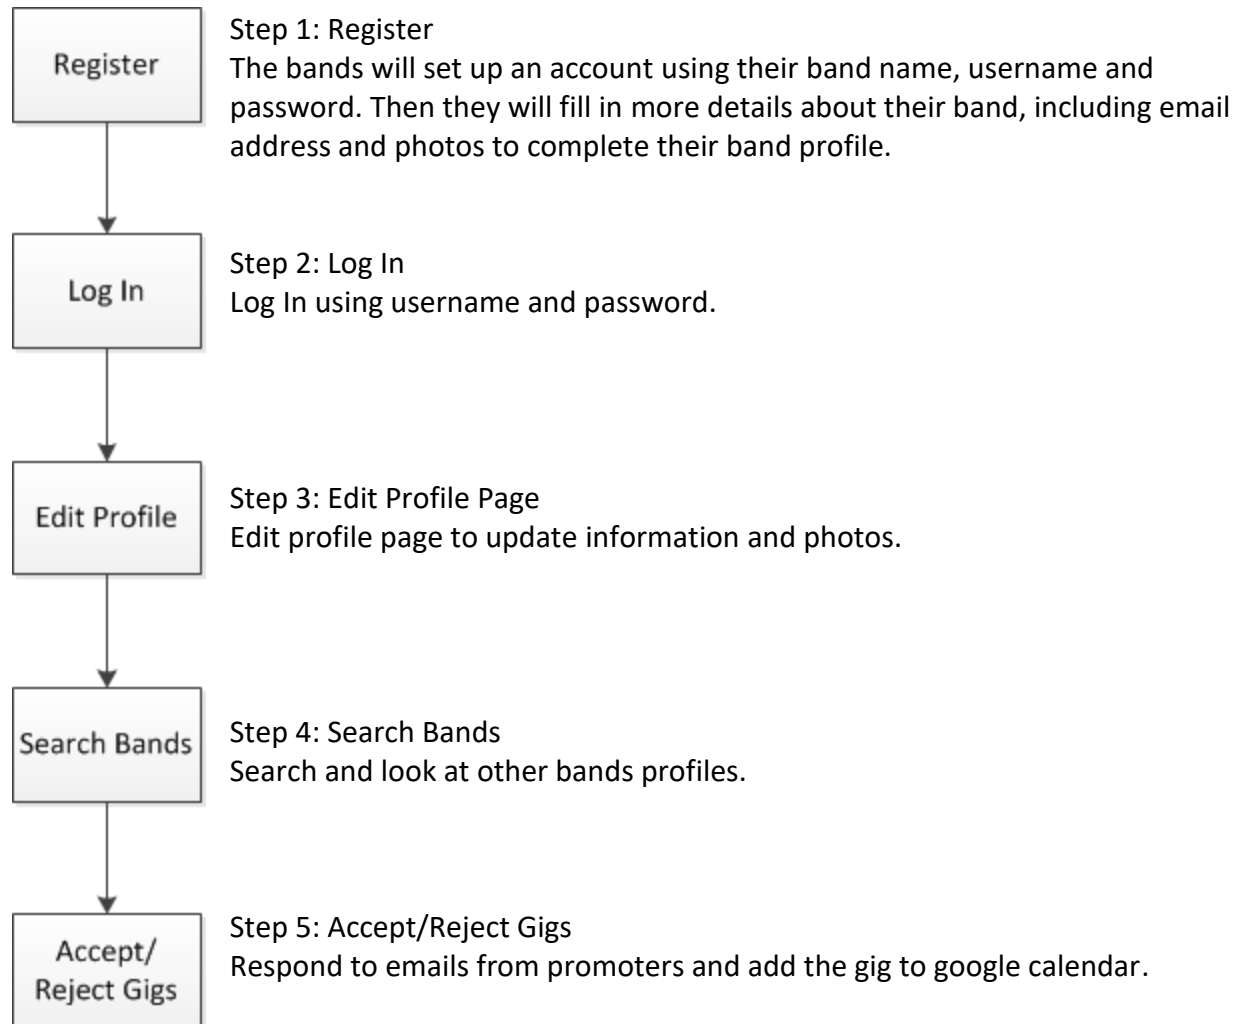 Register
Step 1: Register
The bands will set up an account using their band name, username and
password. Then they will fill in more details about their band, including email
address and photos to complete their band profile.
Log In
Step 2: Log In
Log In using username and password.
Edit Profile
Step 3: Edit Profile Page
Edit profile page to update information and photos.
Search Bands
Step 4: Search Bands
Search and look at other bands profiles.
Accept/
Reject Gigs
Step 5: Accept/Reject Gigs
Respond to emails from promoters and add the gig to google calendar.